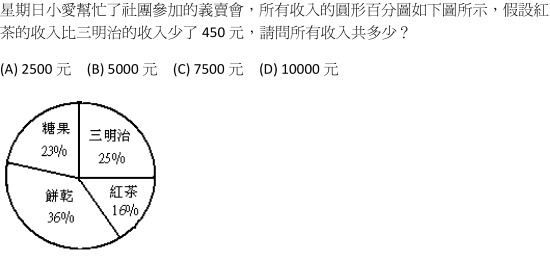 星期日小愛幫忙了社團參加的義賣會，所有收入的圓形百分圖如下圖所示，假設紅
茶的收入比三明治的收入少了 450 元，請問所有收入共多少？
(A) 2500 元 (B) 5000 元 (C) 7500 元 (D) 10000 元
糖果
23%
三明治
25%
餅乾
36%
紅茶
16%